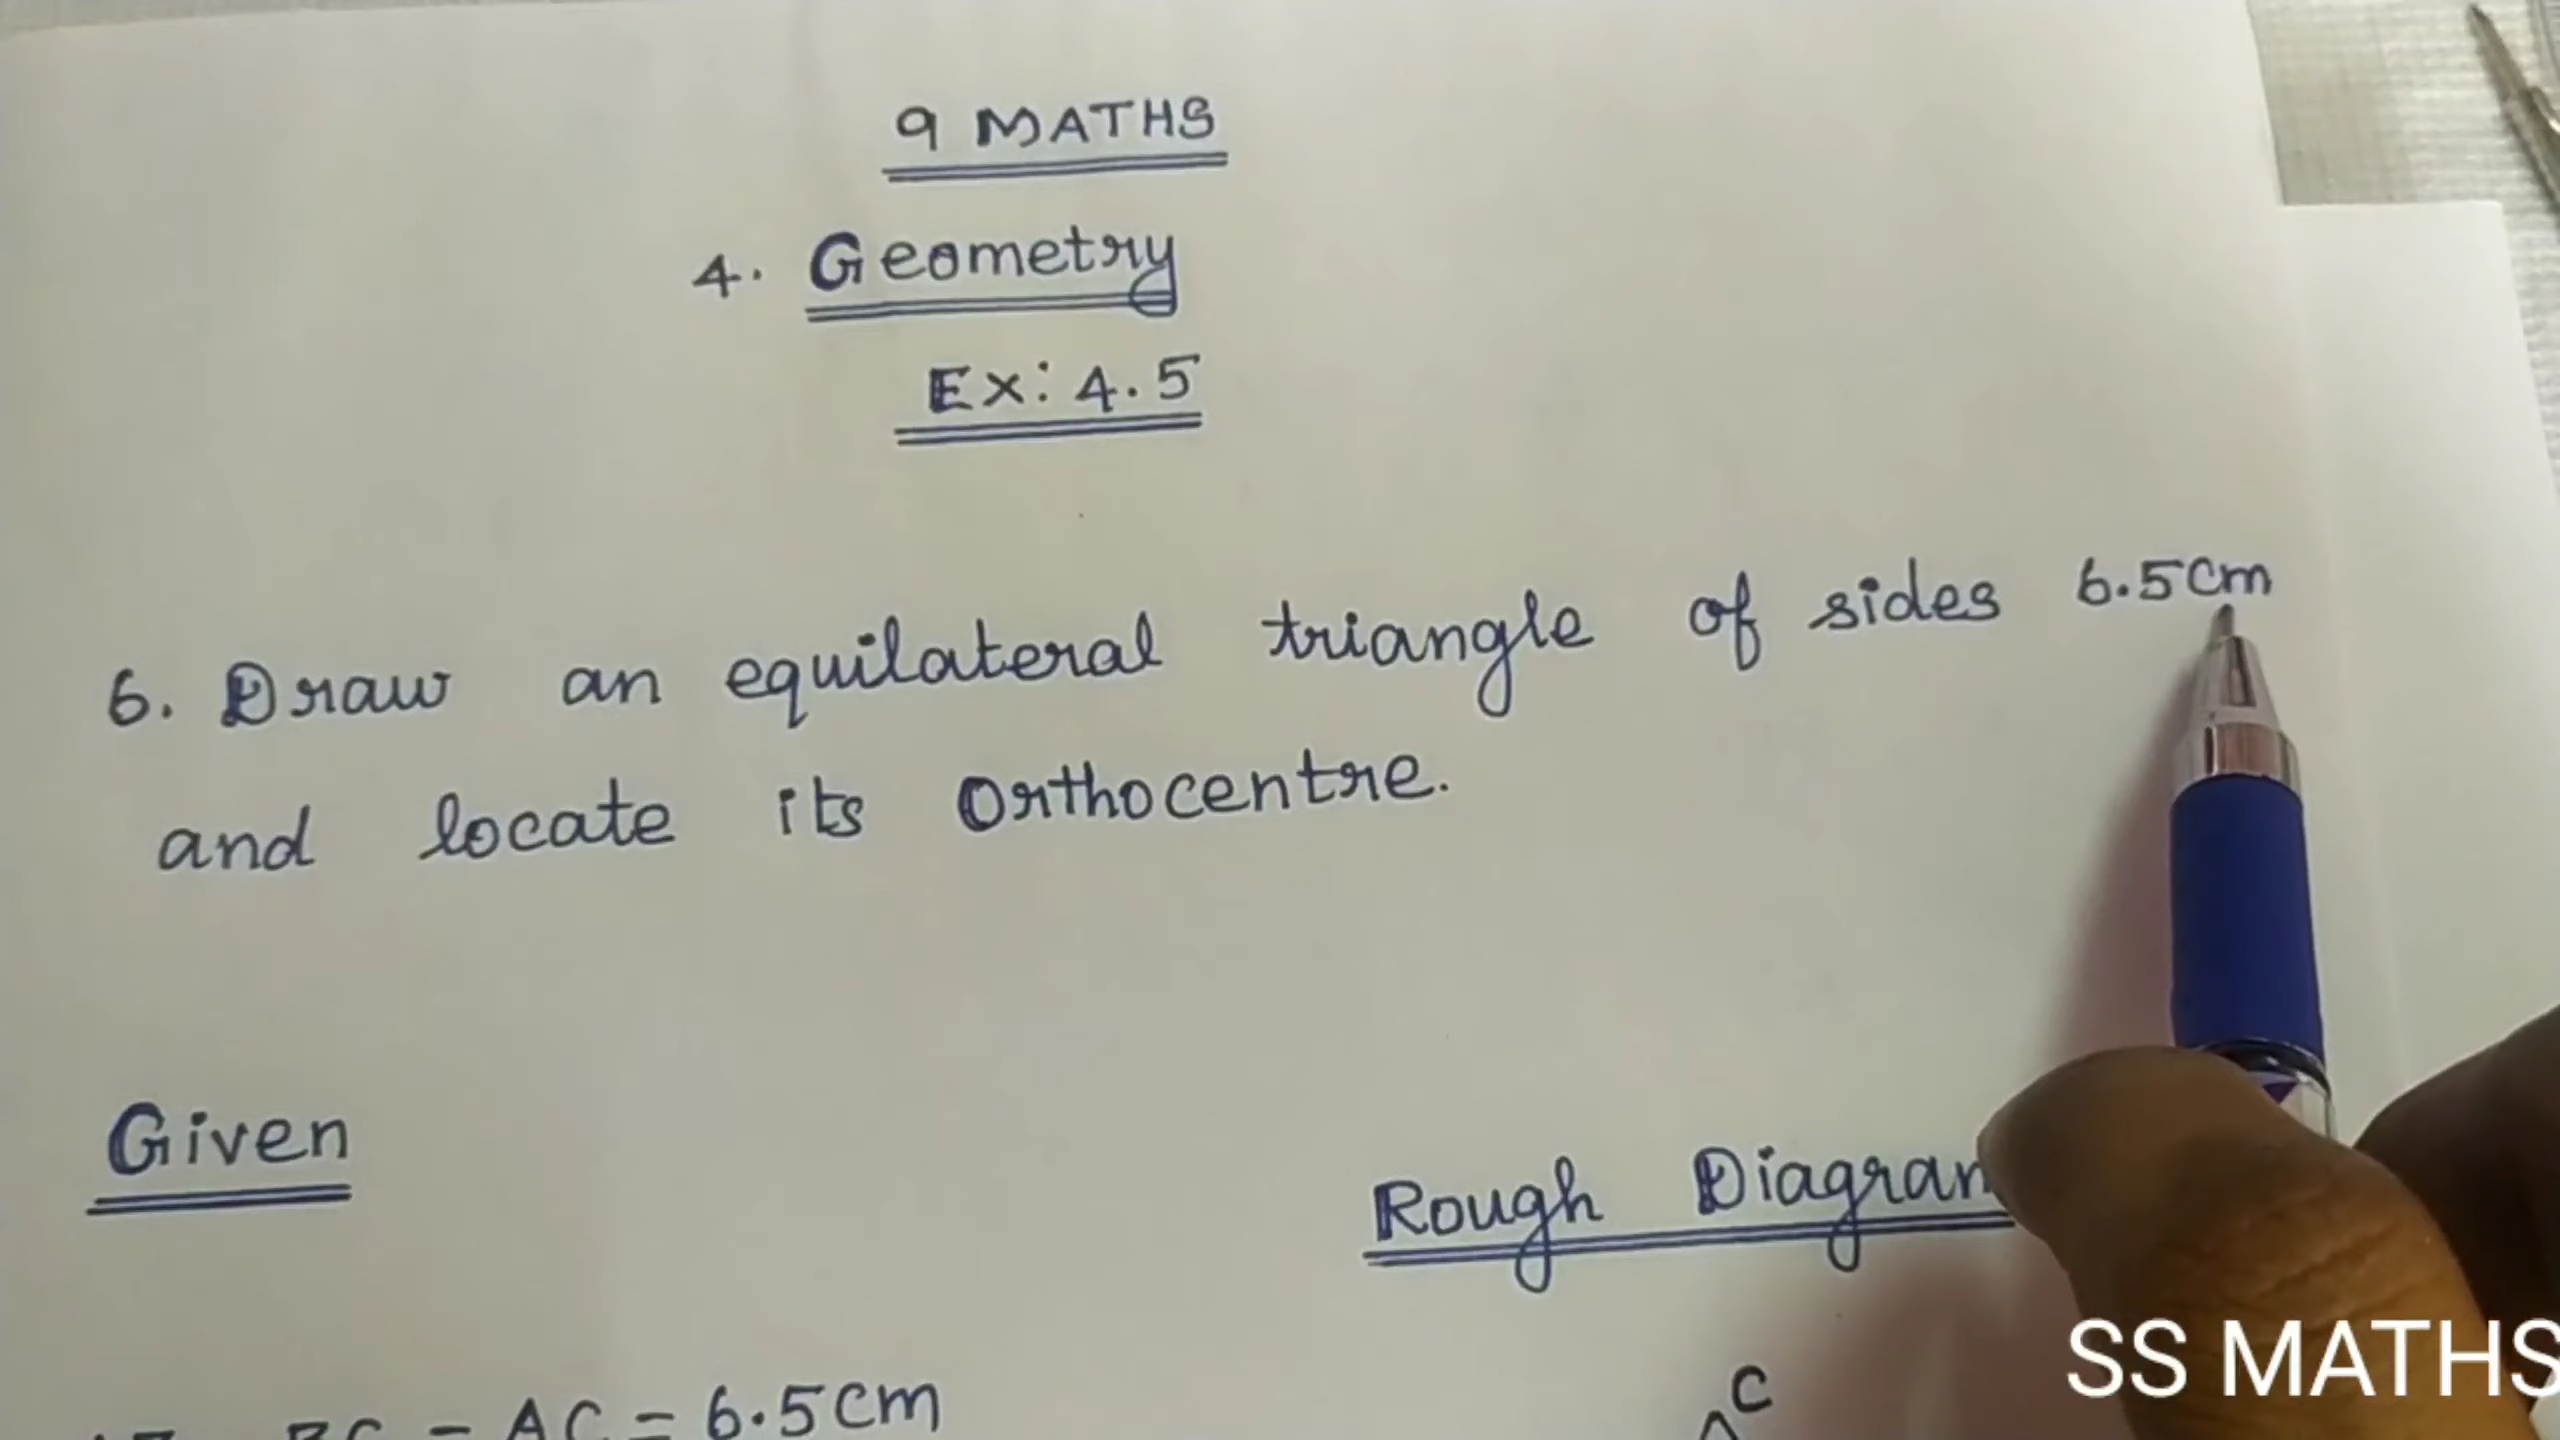 9 MATHS
4. Geometry
Ex: 4.5
6. Draw an equilateral triangle of sides 6.5cm
and locate its Orthocentre.
Given
Rough Diagram
BC = AC = 6.5cm
C
SS MATHS